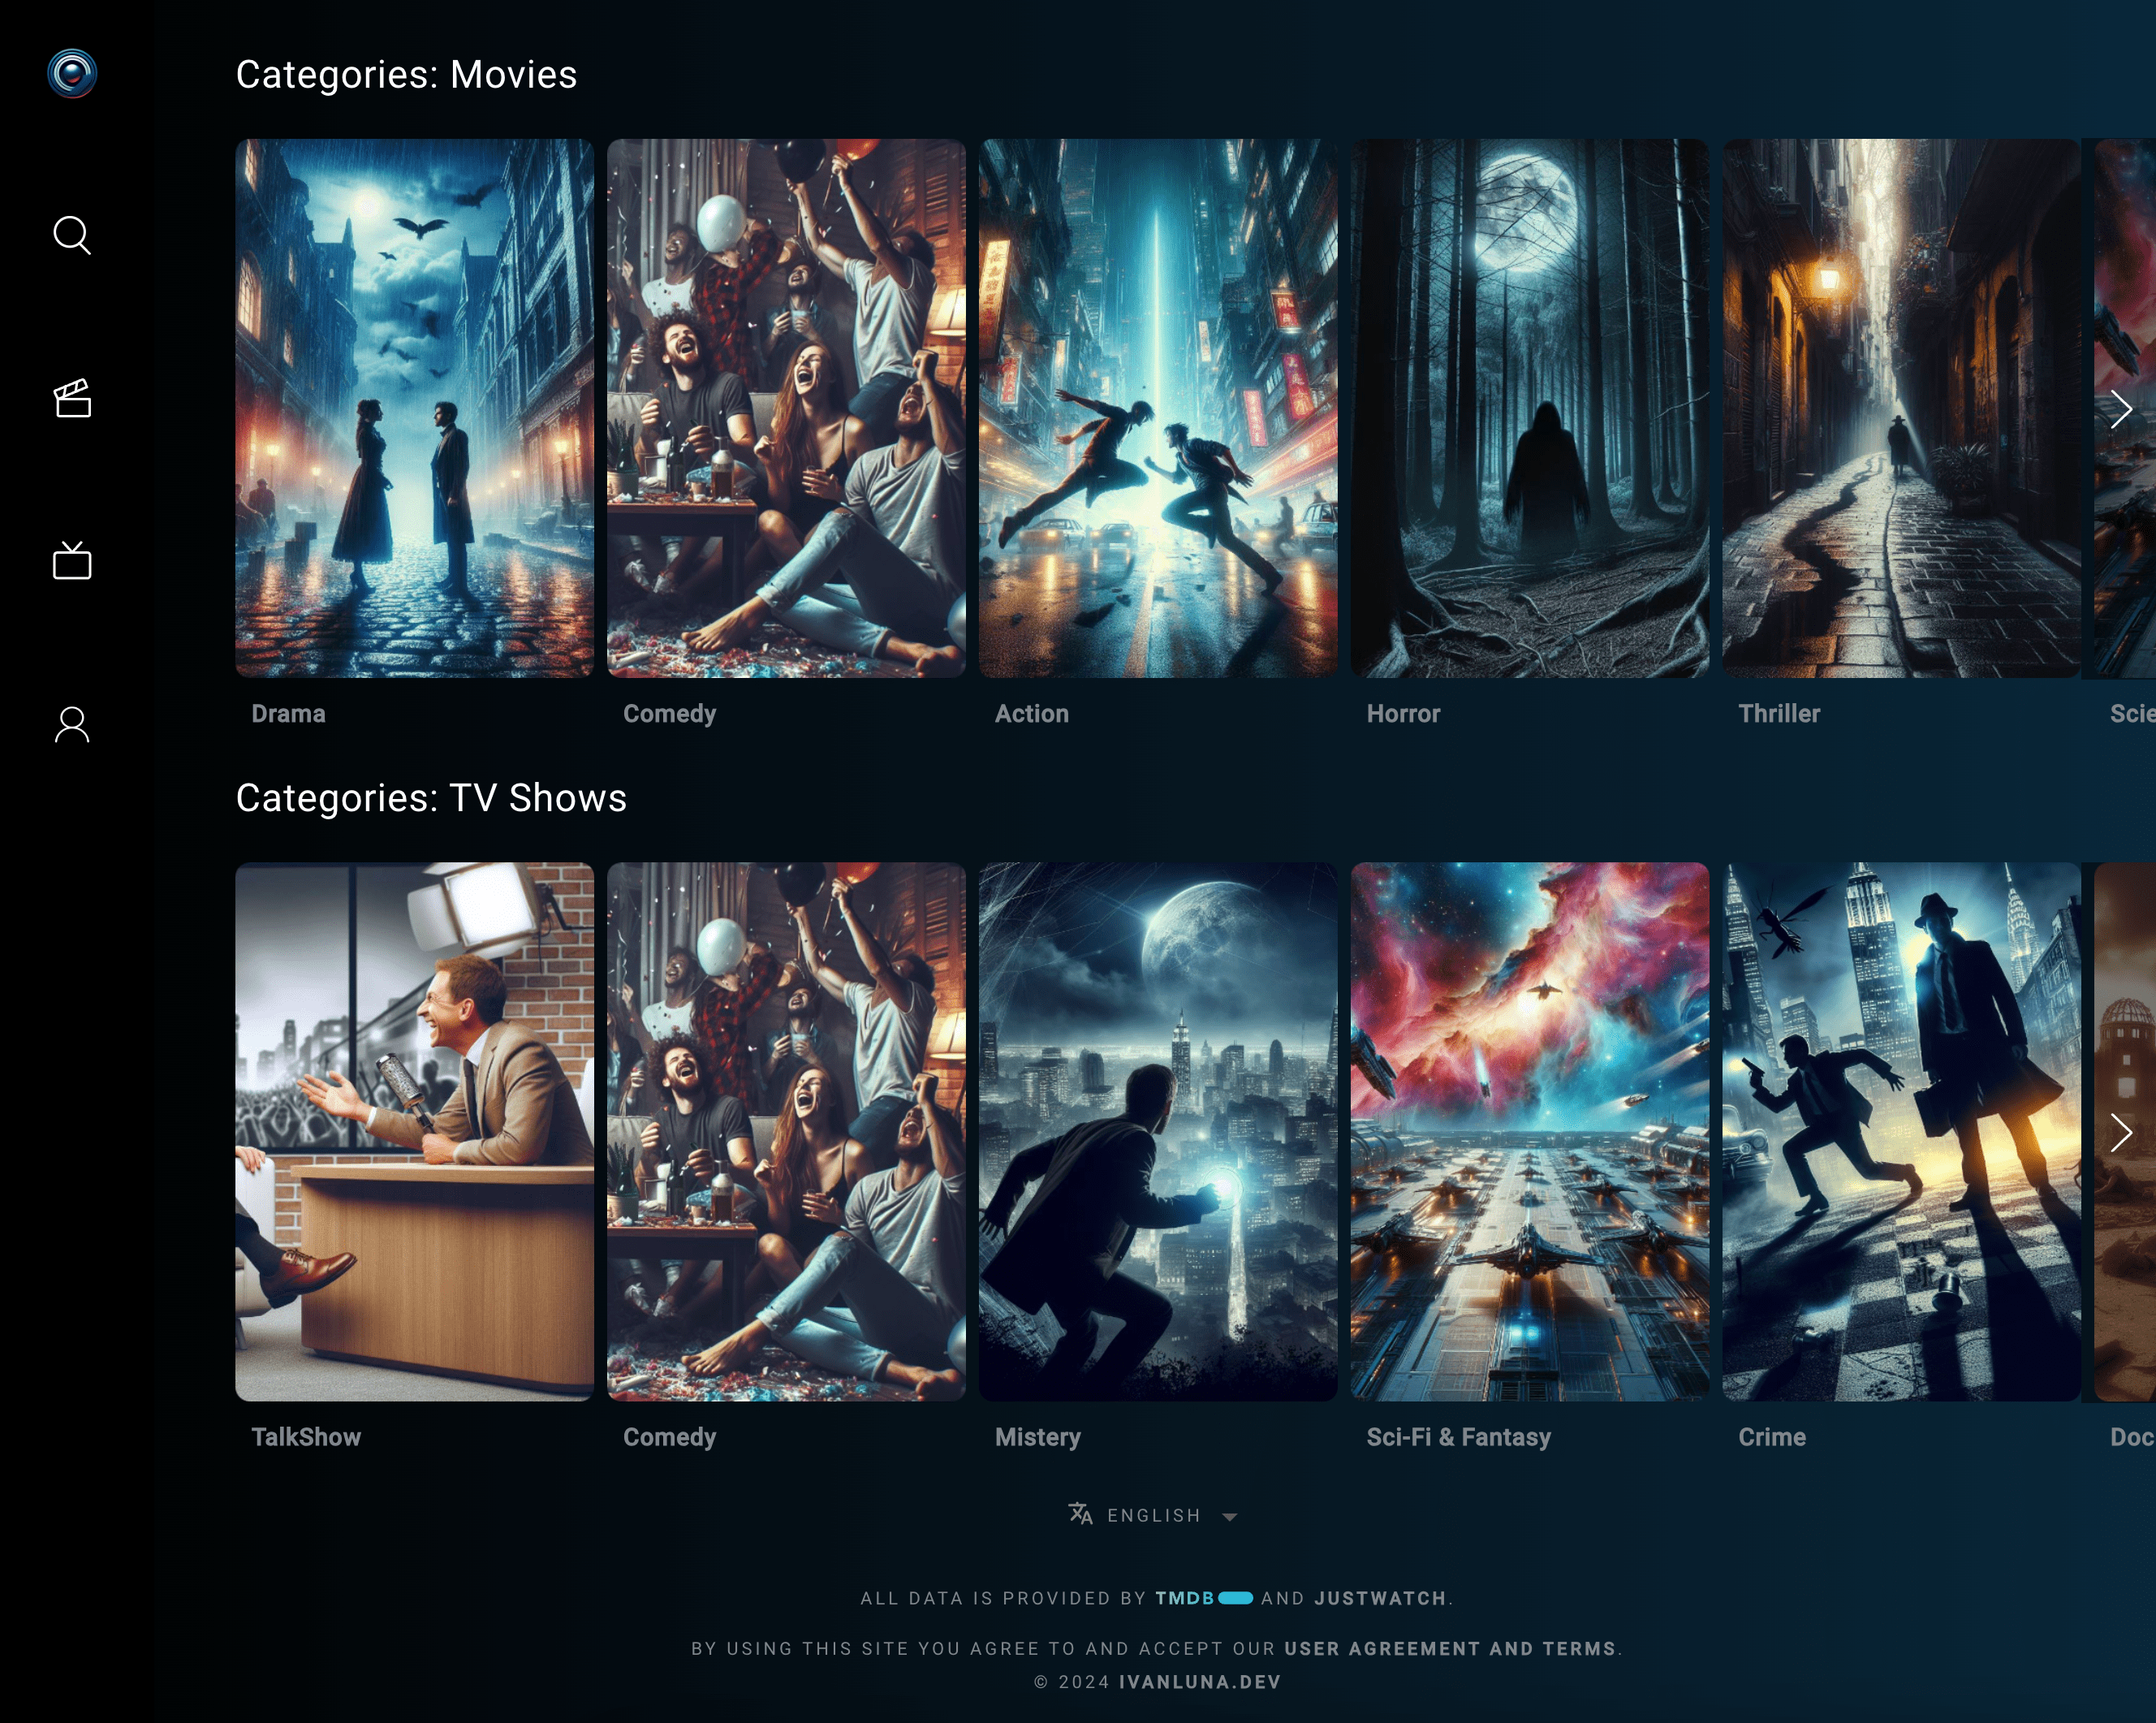 Categories: Movies
Drama
Comedy
Action
Horror
Thriller
Scie
Categories: TV Shows
TalkShow
Comedy
Mistery
Sci-Fi & Fantasy
Crime
Doc
ENGLISH
ALL DATA IS PROVIDED BY TMDB AND JUSTWATCH.
BY USING THIS SITE YOU AGREE TO AND ACCEPT OUR USER AGREEMENT AND TERMS.
© 2024 IVANLUNA.DEV